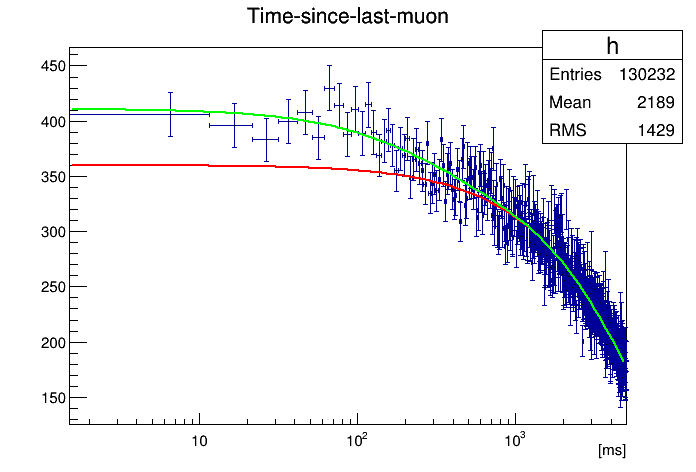 Time-since-last-muon
h
Entries 130232
Mean 2189
RMS 1429
450
400
350
300
250
200
150
10
10²
10³
[ms]